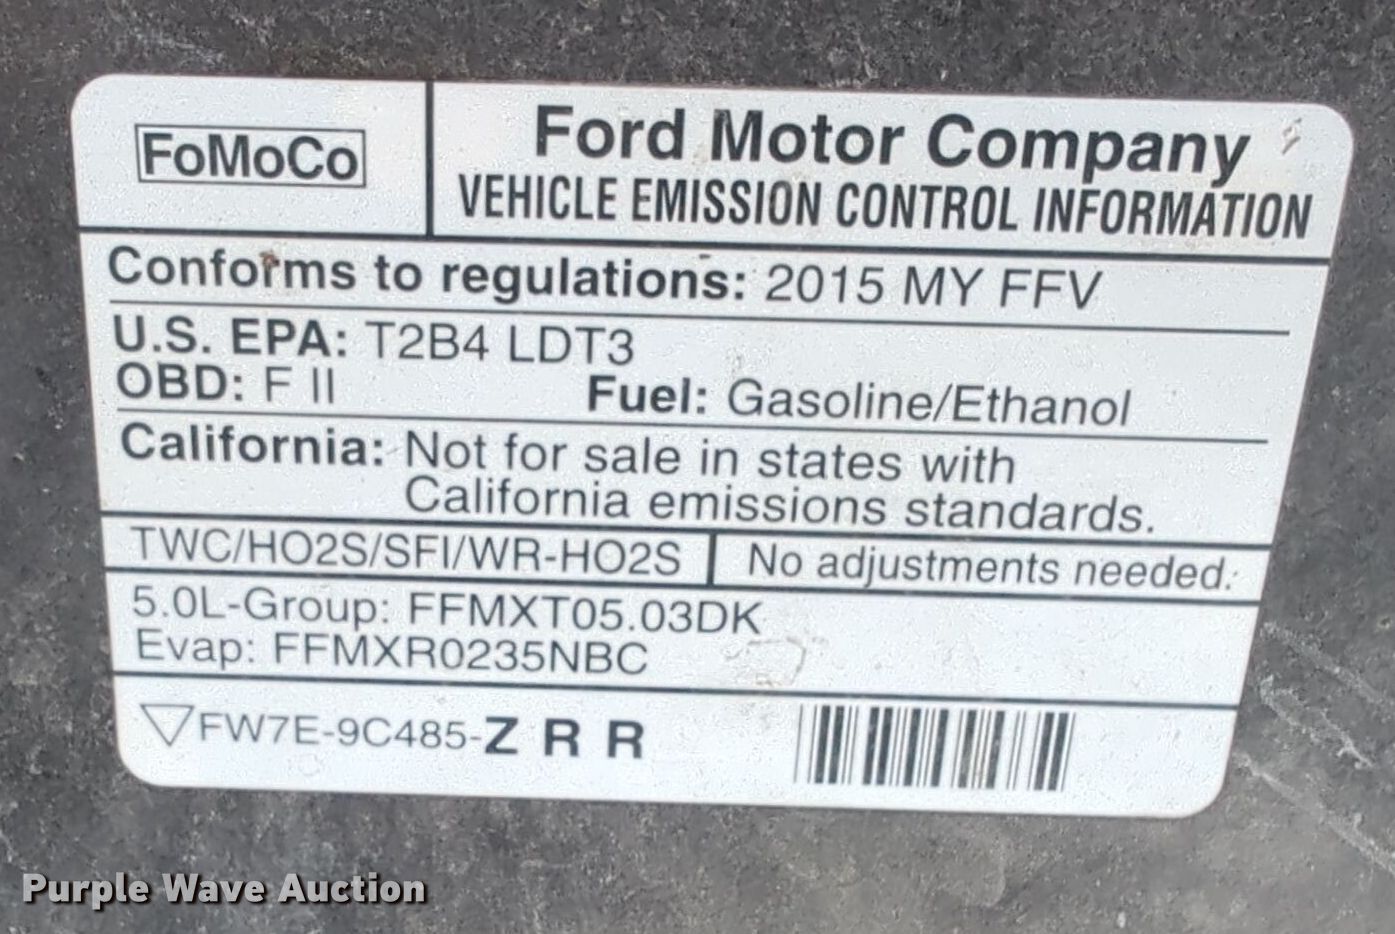 FoMoCo
Ford Motor Company
VEHICLE EMISSION CONTROL INFORMATION
Conforms to regulations: 2015 MY FFV
U.S. EPA: T2B4 LDT3
OBD: F II Fuel: Gasoline/Ethanol
California: Not for sale in states with
California emissions standards.
TWC/HO2S/SFI/WR-HO2S No adjustments needed.
5.0L-Group: FFMXT05.03DK
Evap: FFMXR0235NBC
FW7E-9C485-Z R R
Purple Wave Auction